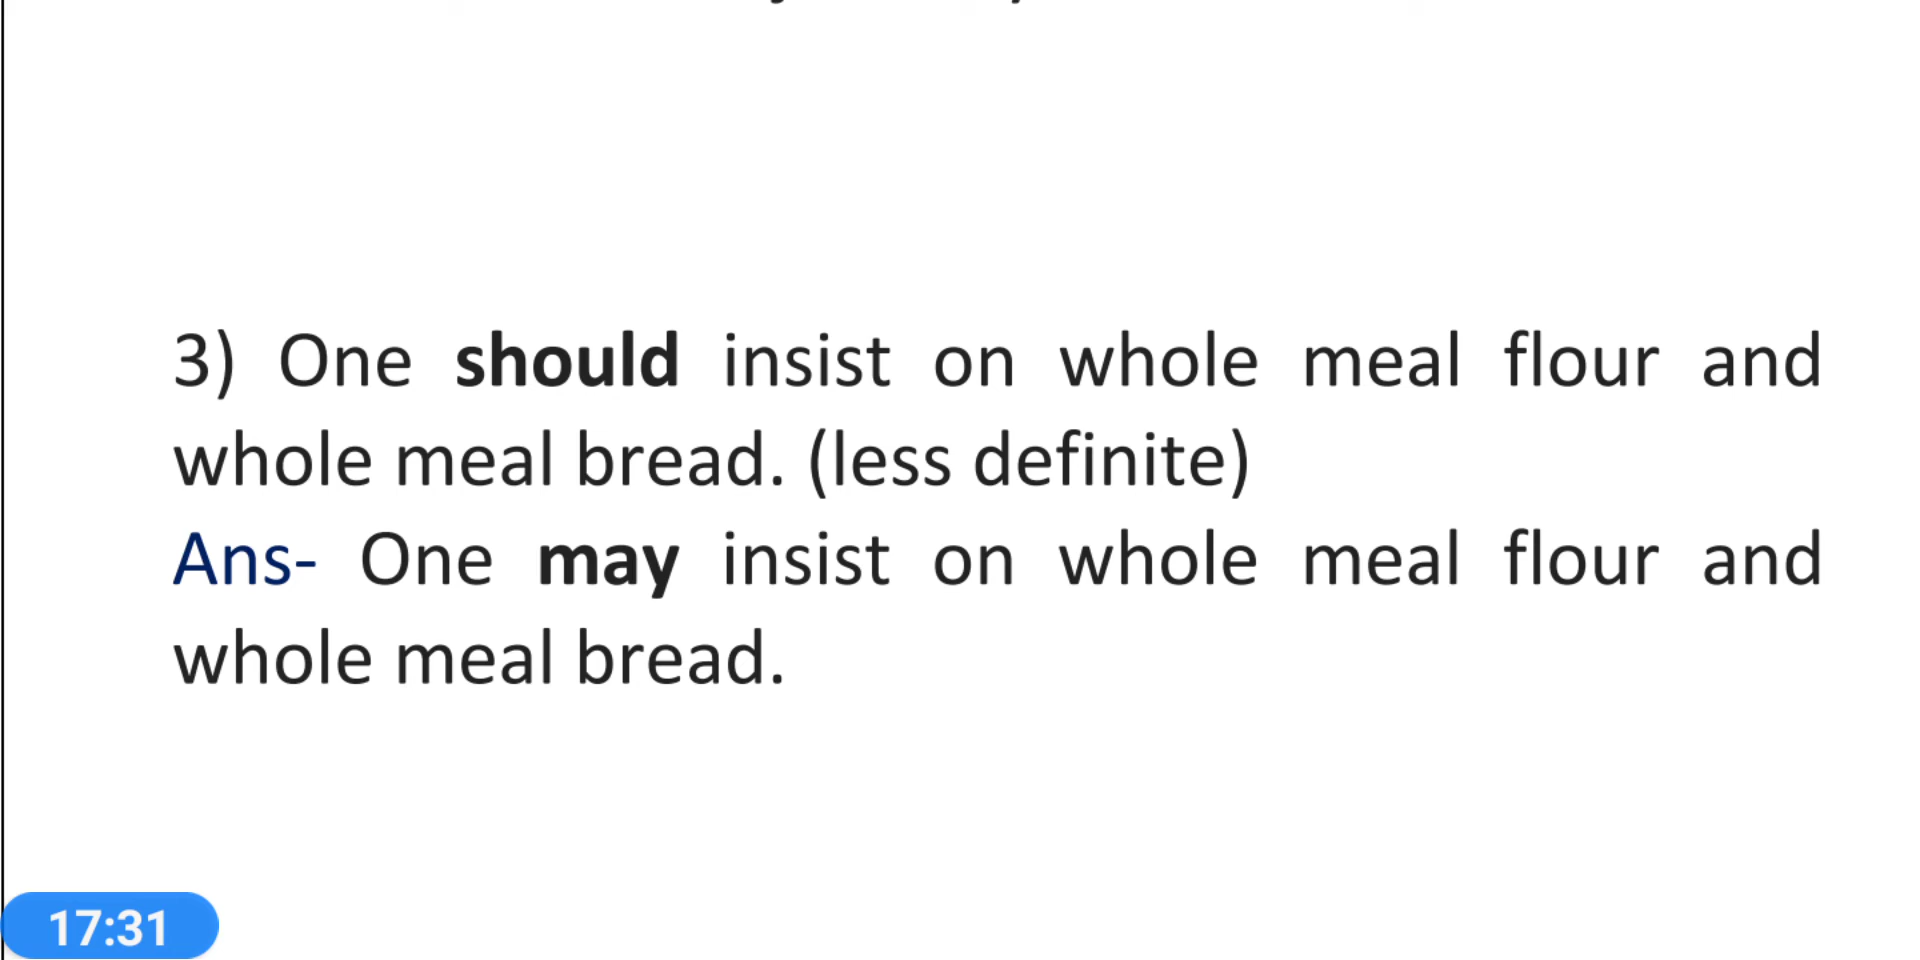 3) One should insist on whole meal flour and
whole meal bread. (less definite)
Ans- One may insist on whole meal flour and
whole meal bread.
17:31